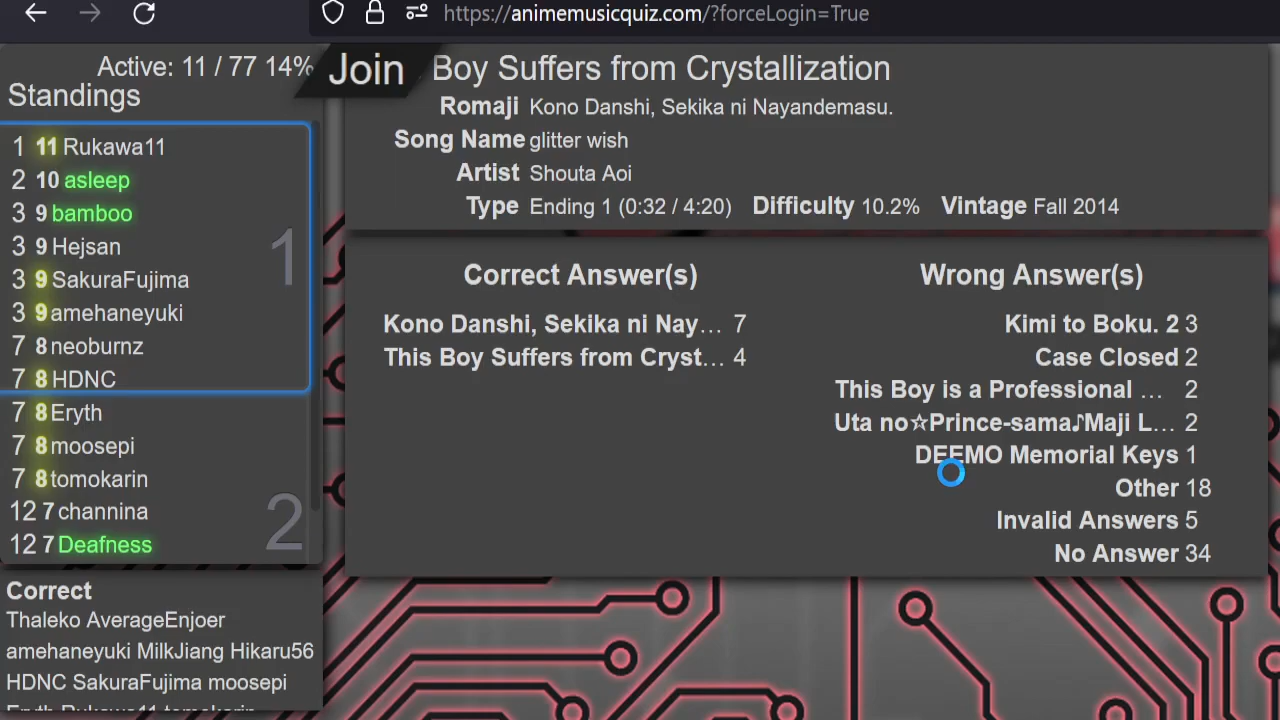 https://animemusicquiz.com/?forceLogin=True
Active: 11 / 77 14%
Standings
1 11 Rukawa11
2 10 asleep
3 9 bamboo
3 9 Hejsan
3 9 SakuraFujima
3 9 amehaneyuki
7 8 neoburnz
7 8 HDNC
1
7 8 Eryth
7 8 moosepi
7 8 tomokarin
12 7 channina
12 7 Deafness
2
Correct
Thaleko AverageEnjoer
amehaneyuki MilkJiang Hikaru56
HDNC SakuraFujima moosepi
Eryth Rukawa11 tomokarin
Join
Boy Suffers from Crystallization
Romaji Kono Danshi, Sekika ni Nayandemasu.
Song Name glitter wish
Artist Shouta Aoi
Type Ending 1 (0:32 / 4:20) Difficulty 10.2% Vintage Fall 2014
Correct Answer(s)
Kono Danshi, Sekika ni Nay… 7
This Boy Suffers from Cryst… 4
Wrong Answer(s)
Kimi to Boku. 2 3
Case Closed 2
This Boy is a Professional … 2
Uta no☆Prince-sama♪Maji L… 2
DEEMO Memorial Keys 1
Other 18
Invalid Answers 5
No Answer 34